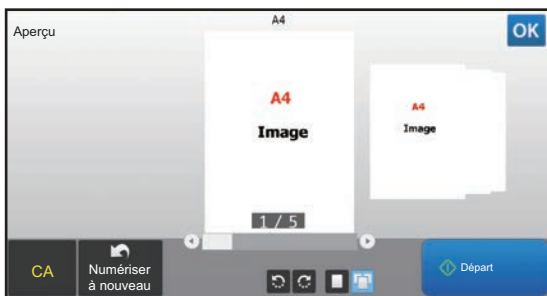 Aperçu
A4
OK
A4
Image
A4
Image
1 / 5
CA
Numériser
à nouveau
Départ